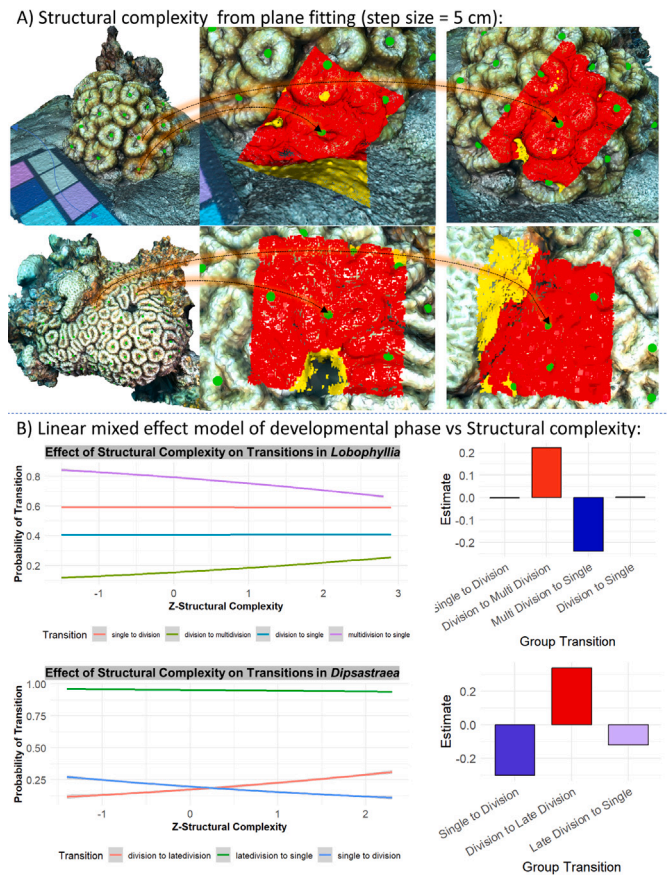 A) Structural complexity from plane fitting (step size = 5 cm):
B) Linear mixed effect model of developmental phase vs Structural complexity:
Effect of Structural Complexity on Transitions in Lobophyllia
Probability of Transition
0.8
0.6
0.4
0.2
-1 0 1 2 3
Z-Structural Complexity
Transition single to division division to multidivision division to single multidivision to single
Estimate
0.2
0.1
0.0
-0.1
-0.2
Single to Division
Division to Multi Division
Multi Division to Single
Division to Single
Group Transition
Effect of Structural Complexity on Transitions in Dipsastraea
Probability of Transition
1.00
0.75
0.50
0.25
-1 0 1 2
Z-Structural Complexity
Transition division to latedivision latedivision to single single to division
Estimate
0.2
0.0
-0.2
Single to Division
Division to Late Division
Late Division to Single
Group Transition